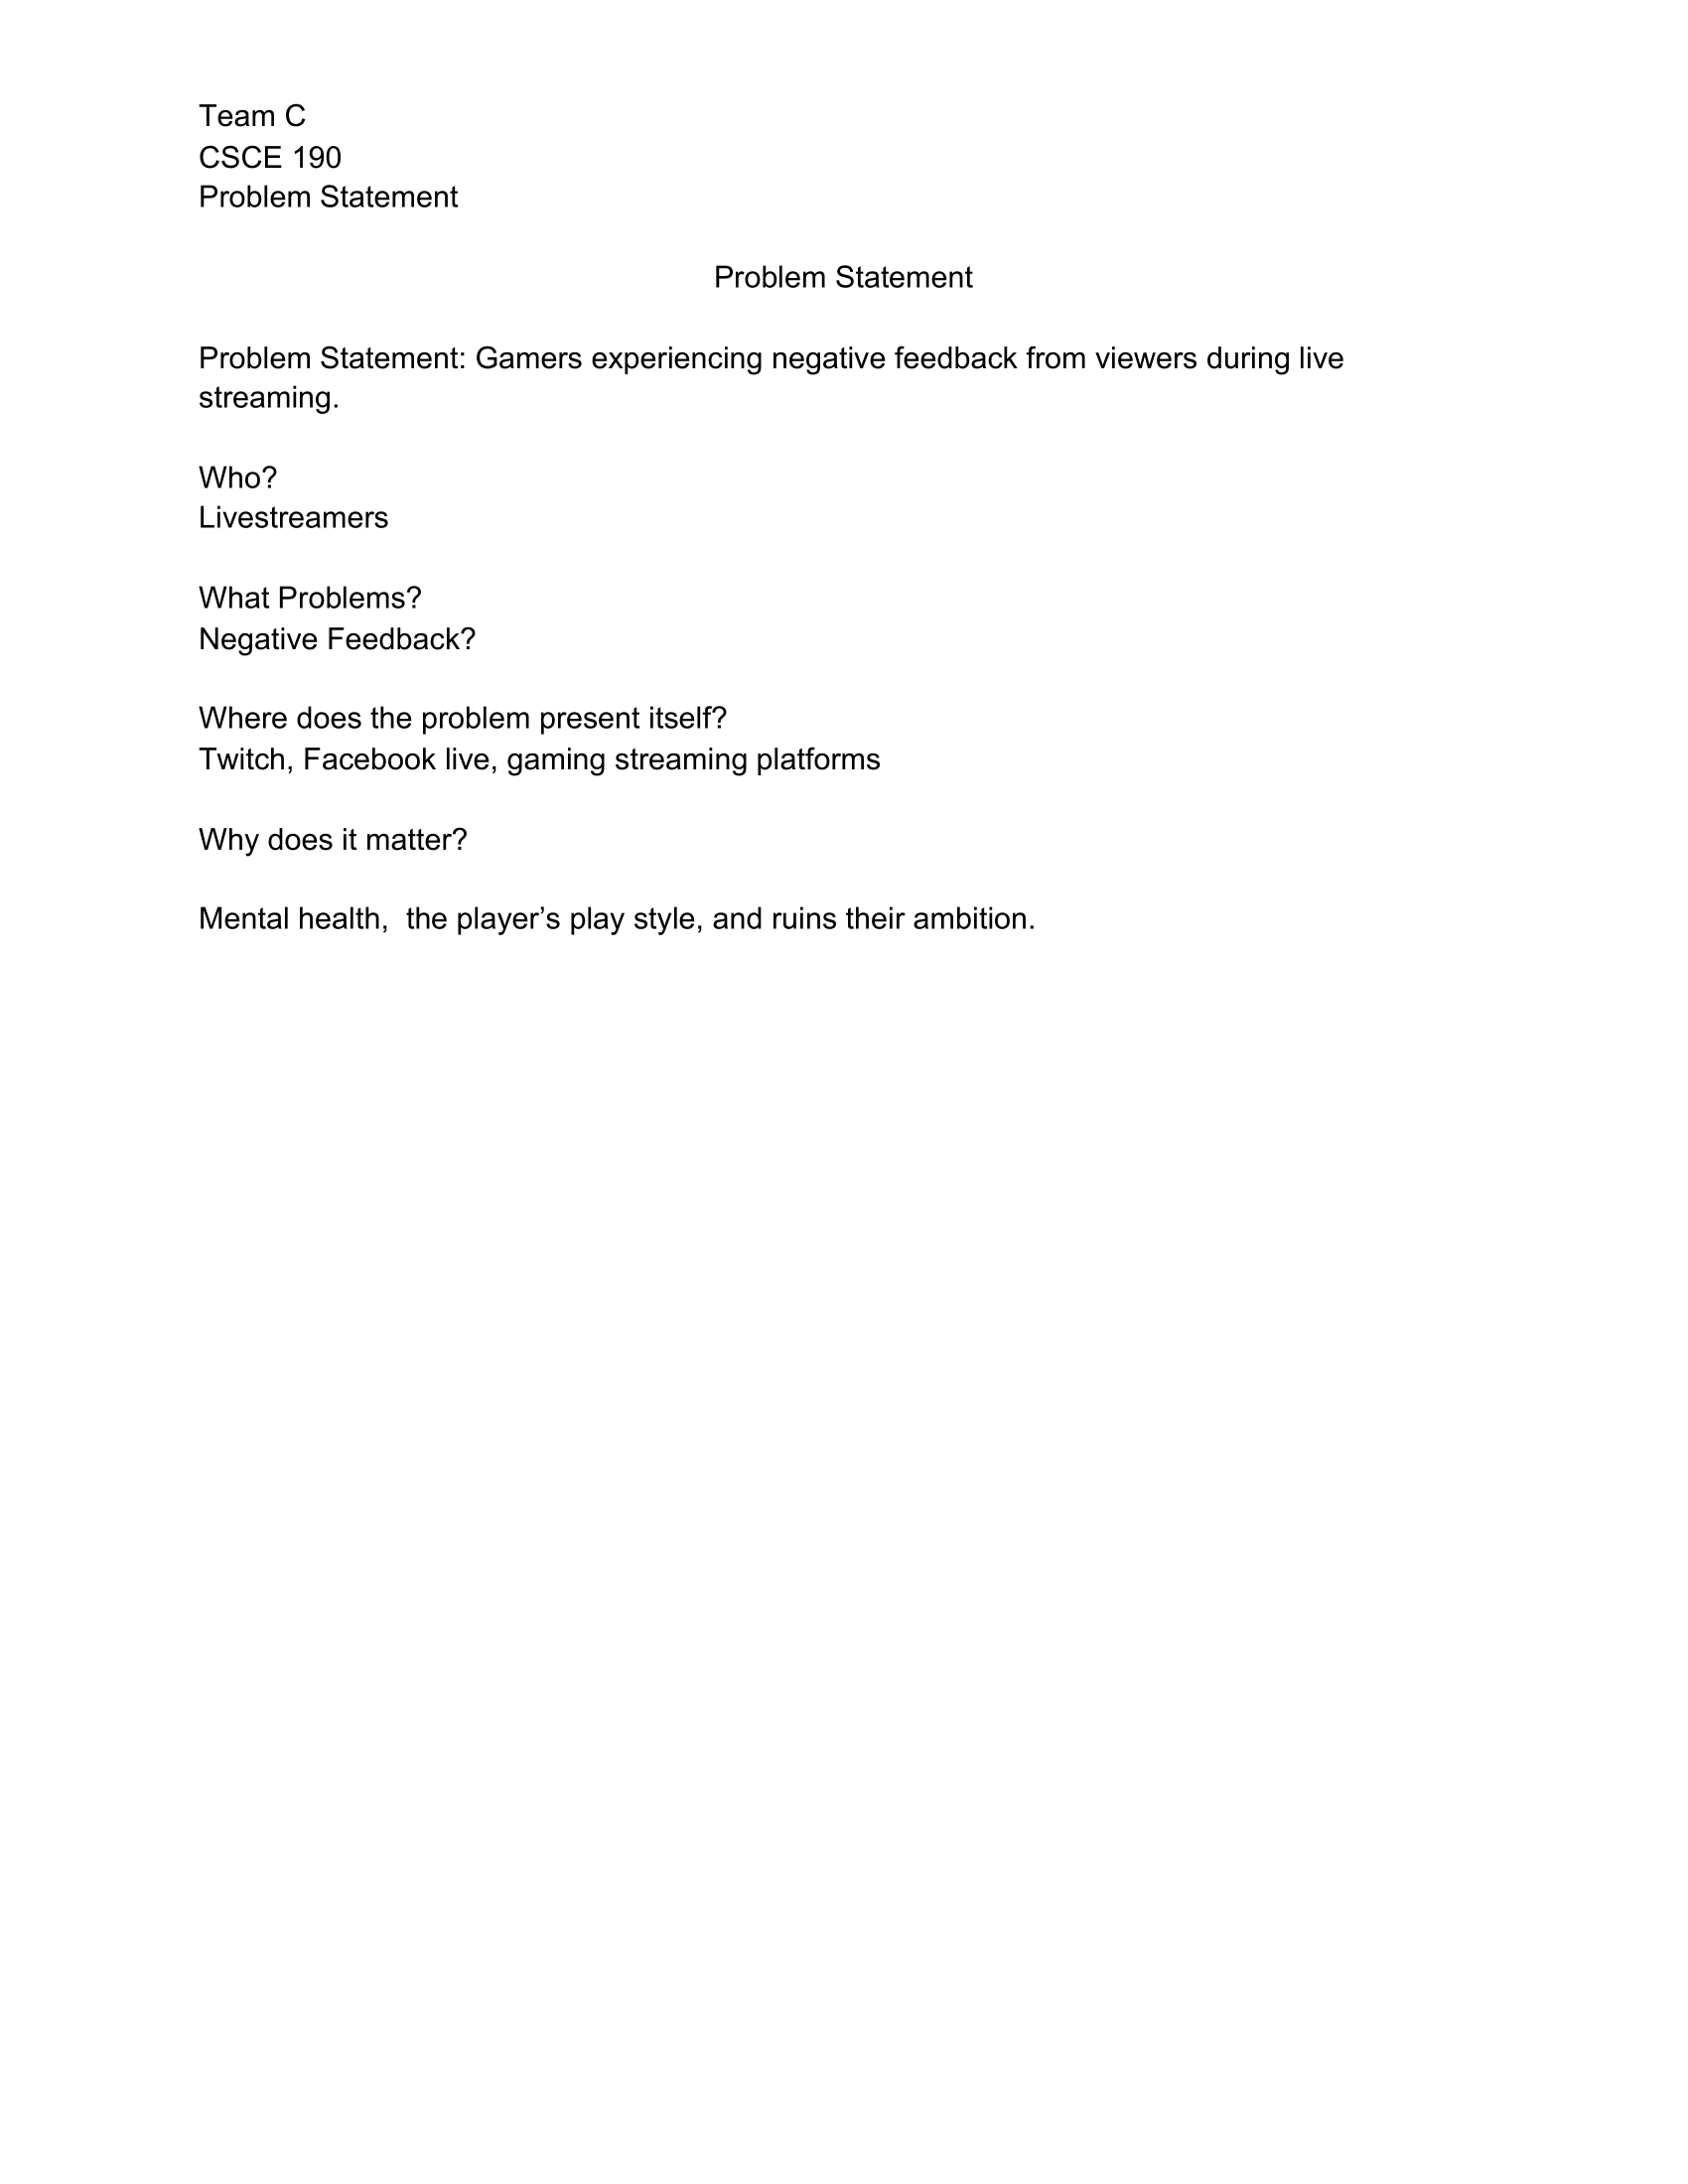 Team C
CSCE 190
Problem Statement
Problem Statement
Problem Statement: Gamers experiencing negative feedback from viewers during live
streaming.
Who?
Livestreamers
What Problems?
Negative Feedback?
Where does the problem present itself?
Twitch, Facebook live, gaming streaming platforms
Why does it matter?
Mental health,  the player’s play style, and ruins their ambition.